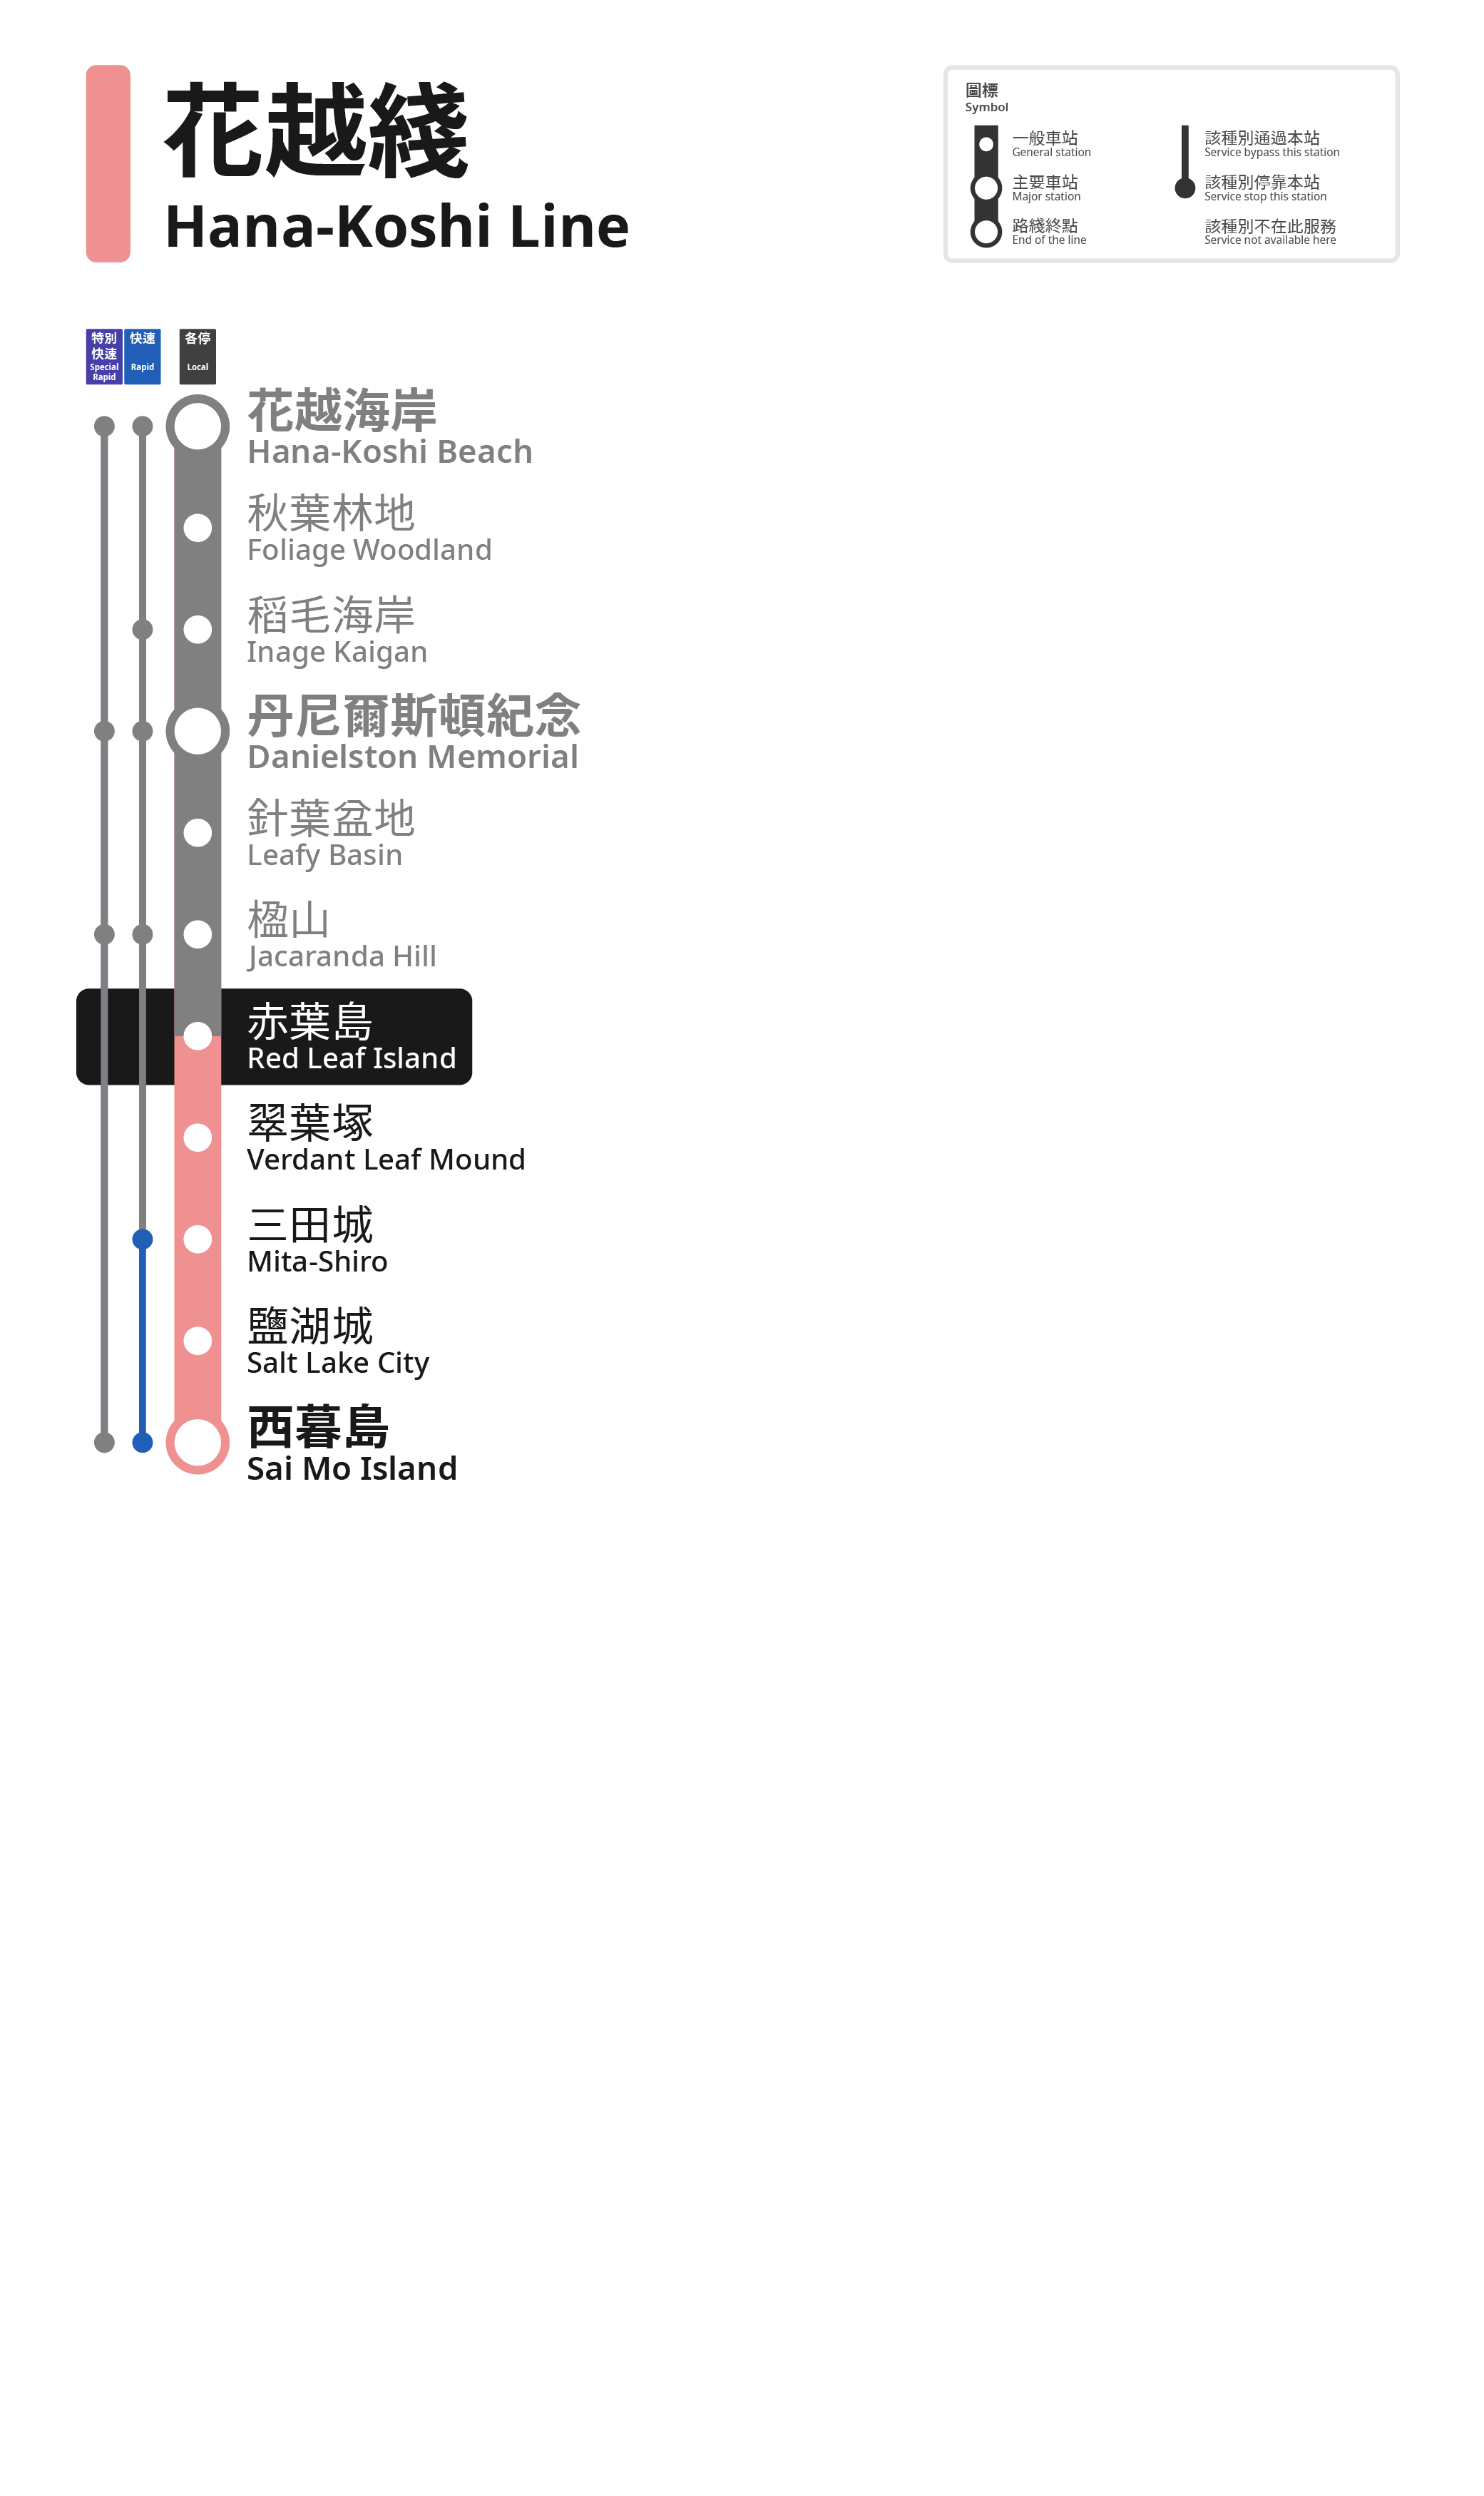 花越綫
Hana-Koshi Line
圖標
Symbol
一般車站
General station
主要車站
Major station
路綫終點
End of the line
該種別通過本站
Service bypass this station
該種別停靠本站
Service stop this station
該種別不在此服務
Service not available here
特別
快速
Special
Rapid
快速
Rapid
各停
Local
花越海岸
Hana-Koshi Beach
秋葉林地
Foliage Woodland
稻毛海岸
Inage Kaigan
丹尼爾斯頓紀念
Danielston Memorial
針葉盆地
Leafy Basin
楹山
Jacaranda Hill
赤葉島
Red Leaf Island
翠葉塚
Verdant Leaf Mound
三田城
Mita-Shiro
鹽湖城
Salt Lake City
西暮島
Sai Mo Island